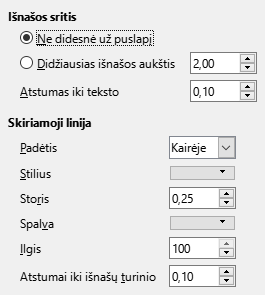 Išnašos sritis
Ne didesnė už puslapį
Didžiausias išnašos aukštis 2,00
Atstumas iki teksto 0,10
Skiriamoji linija
Padėtis Kairėje
Stilius
Storis 0,25
Spalva
Ilgis 100
Atstumai iki išnašų turinio 0,10